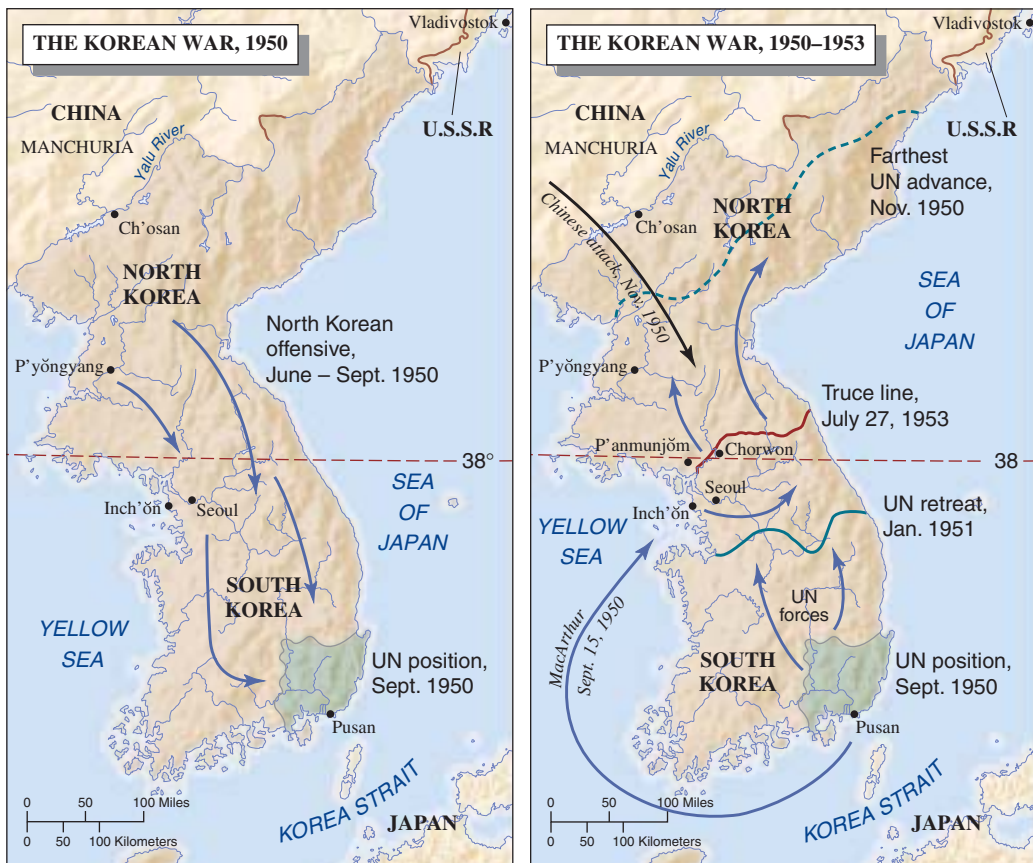 THE KOREAN WAR, 1950
Vladivostok
U.S.S.R
CHINA
MANCHURIA
Yalu River
Ch'osan
NORTH
KOREA
North Korean
offensive,
June – Sept. 1950
P'yŏngyang
38°
Inch'ŏn
Seoul
SEA
OF
JAPAN
SOUTH
KOREA
YELLOW
SEA
UN position,
Sept. 1950
Pusan
KOREA STRAIT
JAPAN
0 50 100 Miles
0 50 100 Kilometers
THE KOREAN WAR, 1950–1953
Vladivostok
U.S.S.R
CHINA
MANCHURIA
Yalu River
Farthest
UN advance,
Nov. 1950
Chinese attack, Nov. 1950
Ch'osan
NORTH
KOREA
SEA
OF
JAPAN
P'yŏngyang
Truce line,
July 27, 1953
P'anmunjŏm
Chorwon
38
Seoul
Inch'ŏn
UN retreat,
Jan. 1951
YELLOW
SEA
UN
forces
MacArthur
Sept. 15, 1950
SOUTH
KOREA
UN position,
Sept. 1950
Pusan
KOREA STRAIT
JAPAN
0 50 100 Miles
0 50 100 Kilometers